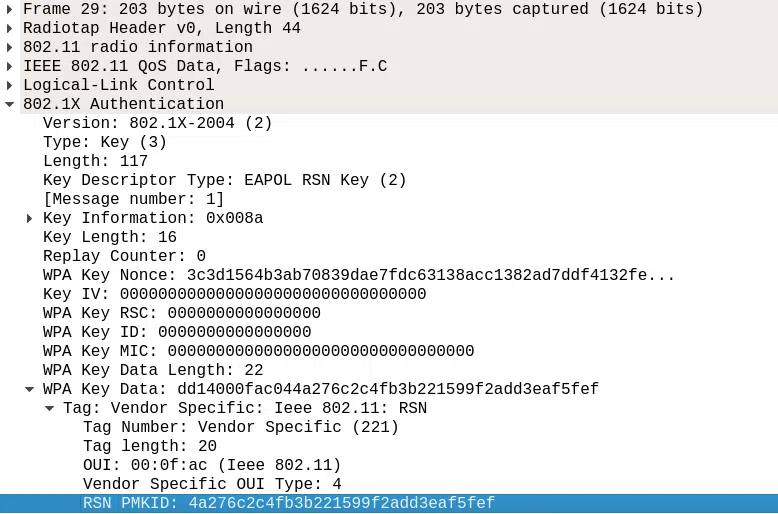 Frame 29: 203 bytes on wire (1624 bits), 203 bytes captured (1624 bits)
Radiotap Header v0, Length 44
802.11 radio information
IEEE 802.11 QoS Data, Flags: ......F.C
Logical-Link Control
802.1X Authentication
Version: 802.1X-2004 (2)
Type: Key (3)
Length: 117
Key Descriptor Type: EAPOL RSN Key (2)
[Message number: 1]
Key Information: 0x008a
Key Length: 16
Replay Counter: 0
WPA Key Nonce: 3c3d1564b3ab70839dae7fdc63138acc1382ad7ddf4132fe...
Key IV: 00000000000000000000000000000000
WPA Key RSC: 0000000000000000
WPA Key ID: 0000000000000000
WPA Key MIC: 00000000000000000000000000000000
WPA Key Data Length: 22
WPA Key Data: dd14000fac044a276c2c4fb3b221599f2add3eaf5fef
Tag: Vendor Specific: Ieee 802.11: RSN
Tag Number: Vendor Specific (221)
Tag length: 20
OUI: 00:0f:ac (Ieee 802.11)
Vendor Specific OUI Type: 4
RSN PMKID: 4a276c2c4fb3b221599f2add3eaf5fef